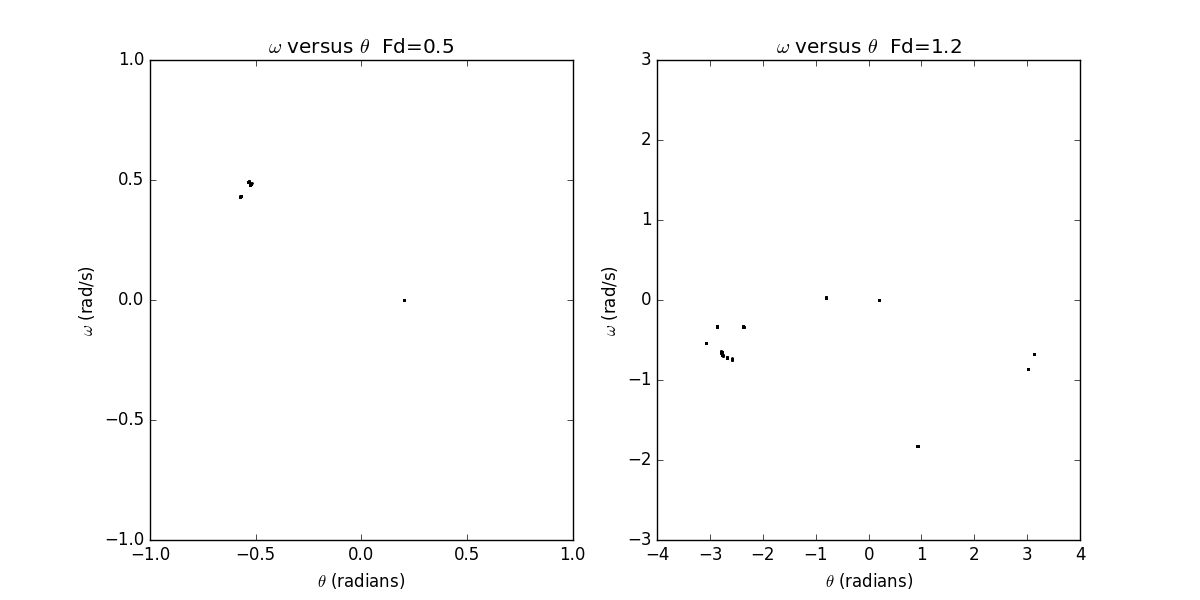 ω versus θ  Fd=0.5
1.0
0.5
0.0
−0.5
−1.0
ω (rad/s)
−1.0 −0.5 0.0 0.5 1.0
θ (radians)
ω versus θ  Fd=1.2
3
2
1
0
−1
−2
−3
ω (rad/s)
−4 −3 −2 −1 0 1 2 3 4
θ (radians)